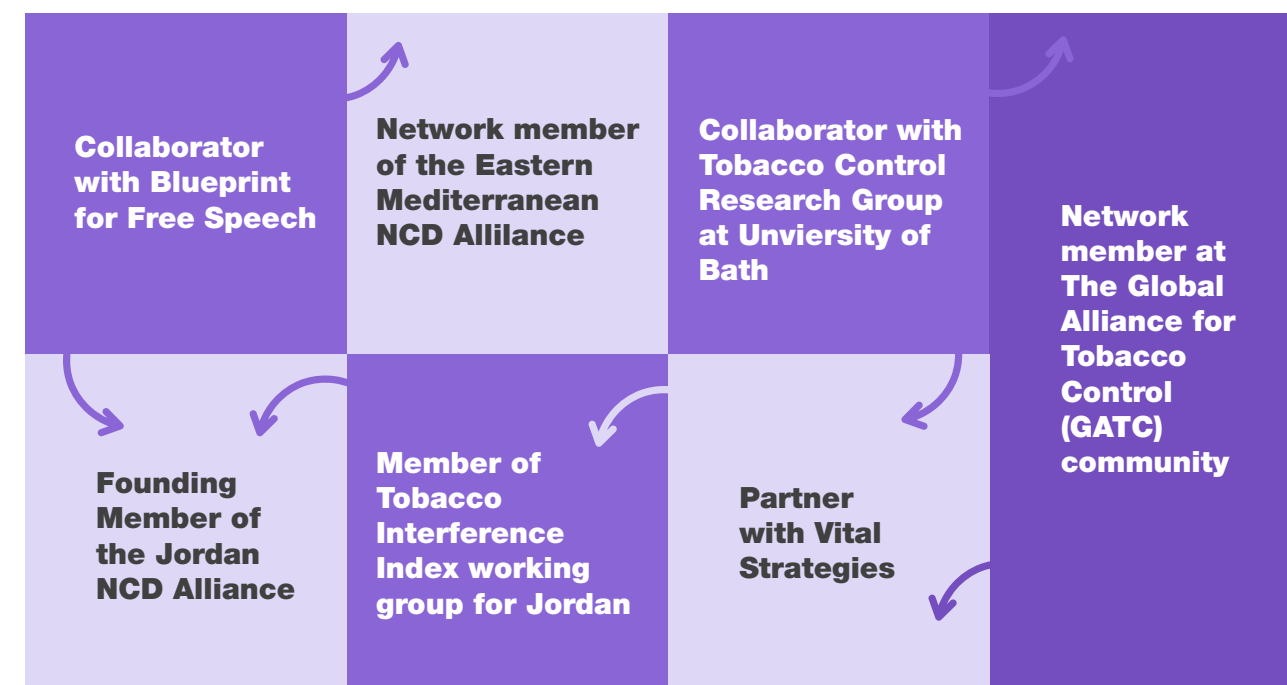 Collaborator
with Blueprint
for Free Speech
Network member
of the Eastern
Mediterranean
NCD Allilance
Collaborator with
Tobacco Control
Research Group
at Unviersity of
Bath
Network
member at
The Global
Alliance for
Tobacco
Control
(GATC)
community
Founding
Member of
the Jordan
NCD Alliance
Member of
Tobacco
Interference
Index working
group for Jordan
Partner
with Vital
Strategies